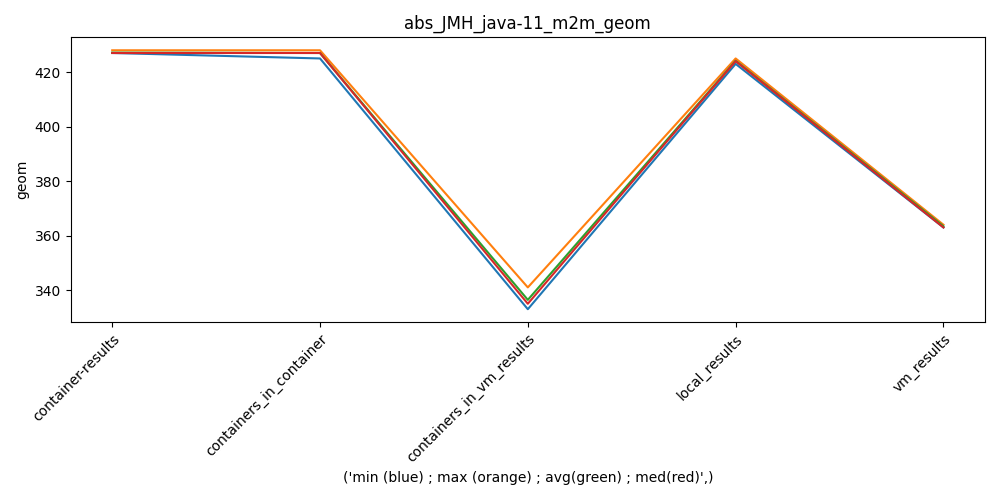 abs_JMH_java-11_m2m_geom
geom
420
400
380
360
340
container-results
containers_in_container
containers_in_vm_results
local_results
vm_results
('min (blue) ; max (orange) ; avg(green) ; med(red)',)